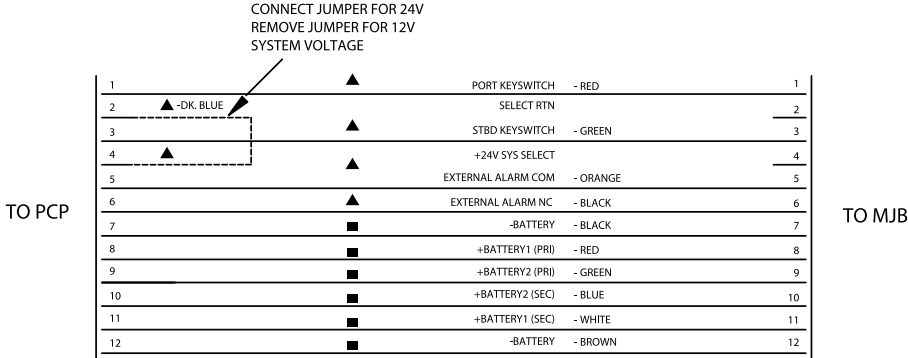 CONNECT JUMPER FOR 24V
REMOVE JUMPER FOR 12V
SYSTEM VOLTAGE
1 PORT KEYSWITCH - RED 1
2 -DK. BLUE SELECT RTN 2
3 STBD KEYSWITCH - GREEN 3
4 +24V SYS SELECT 4
5 EXTERNAL ALARM COM - ORANGE 5
6 EXTERNAL ALARM NC - BLACK 6
TO PCP
TO MJB
7 -BATTERY - BLACK 7
8 +BATTERY1 (PRI) - RED 8
9 +BATTERY2 (PRI) - GREEN 9
10 +BATTERY2 (SEC) - BLUE 10
11 +BATTERY1 (SEC) - WHITE 11
12 -BATTERY - BROWN 12